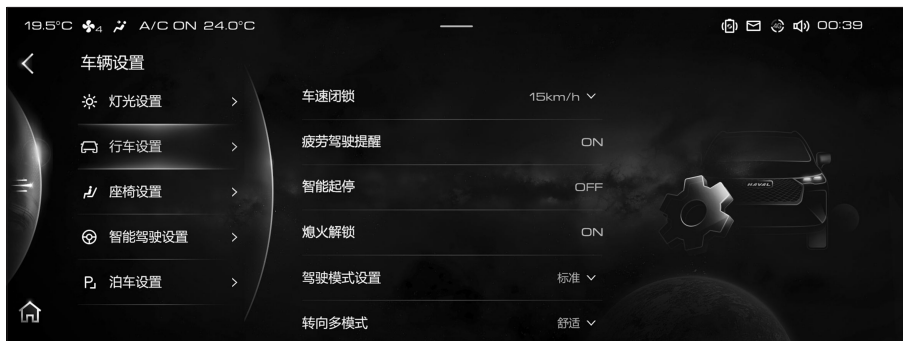 19.5°C 4 A/C ON 24.0°C 00:39
车辆设置
灯光设置
行车设置
座椅设置
智能驾驶设置
泊车设置
车速闭锁 15km/h
疲劳驾驶提醒 ON
智能起停 OFF
熄火解锁 ON
驾驶模式设置 标准
转向多模式 舒适
HAVAL